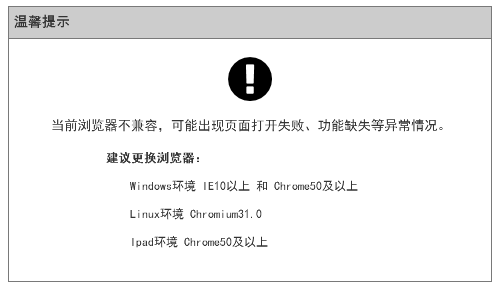 温馨提示
当前浏览器不兼容，可能出现页面打开失败、功能缺失等异常情况。
建议更换浏览器：
Windows环境 IE10以上 和 Chrome50及以上
Linux环境 Chromium31.0
Ipad环境 Chrome50及以上